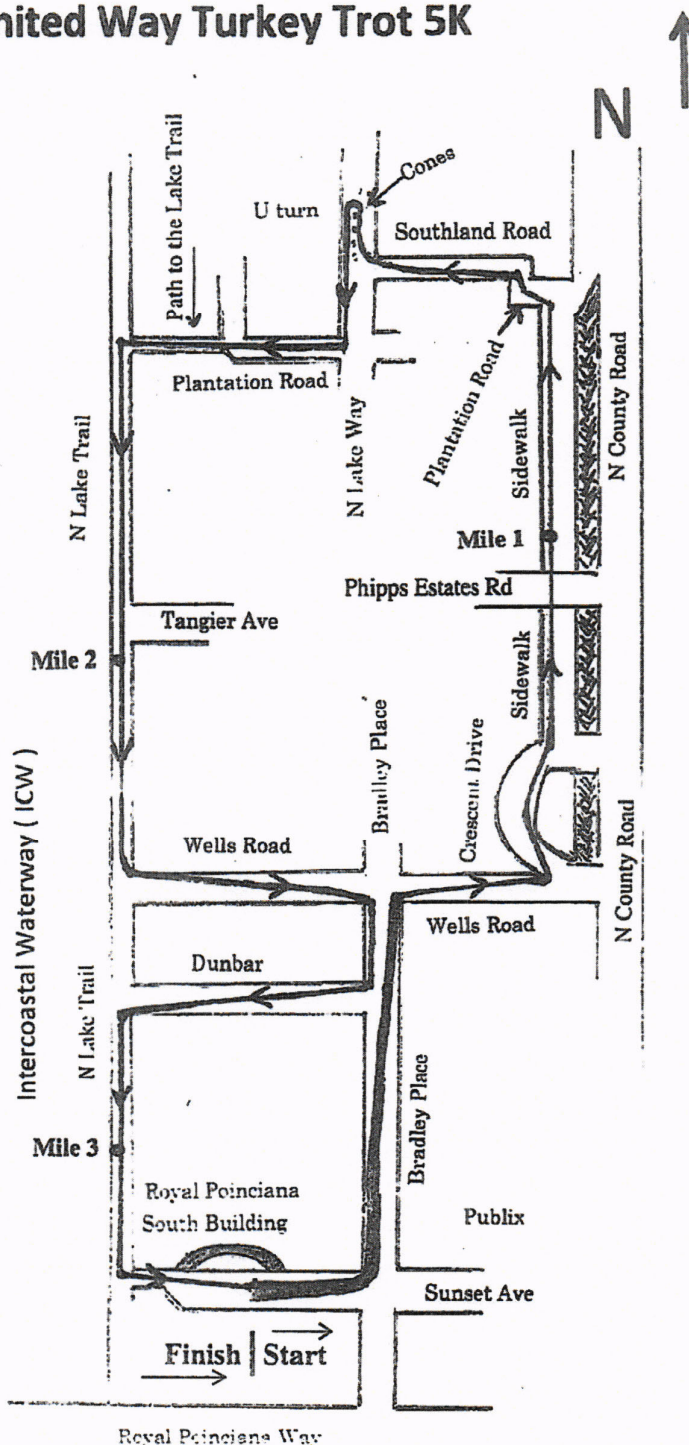 nited Way Turkey Trot 5K
N
Path to the Lake Trail
U turn
Cones
Southland Road
Plantation Road
N Lake Trail
N Lake Way
Plantation Road
Sidewalk
N County Road
Mile 1
Phipps Estates Rd
Tangier Ave
Mile 2
Sidewalk
Bradley Place
Crescent Drive
Intercoastal Waterway ( ICW )
Wells Road
Wells Road
N County Road
Dunbar
N Lake Trail
Bradley Place
Mile 3
Royal Poinciana
South Building
Publix
Sunset Ave
Finish | Start
Royal Poinciana Way